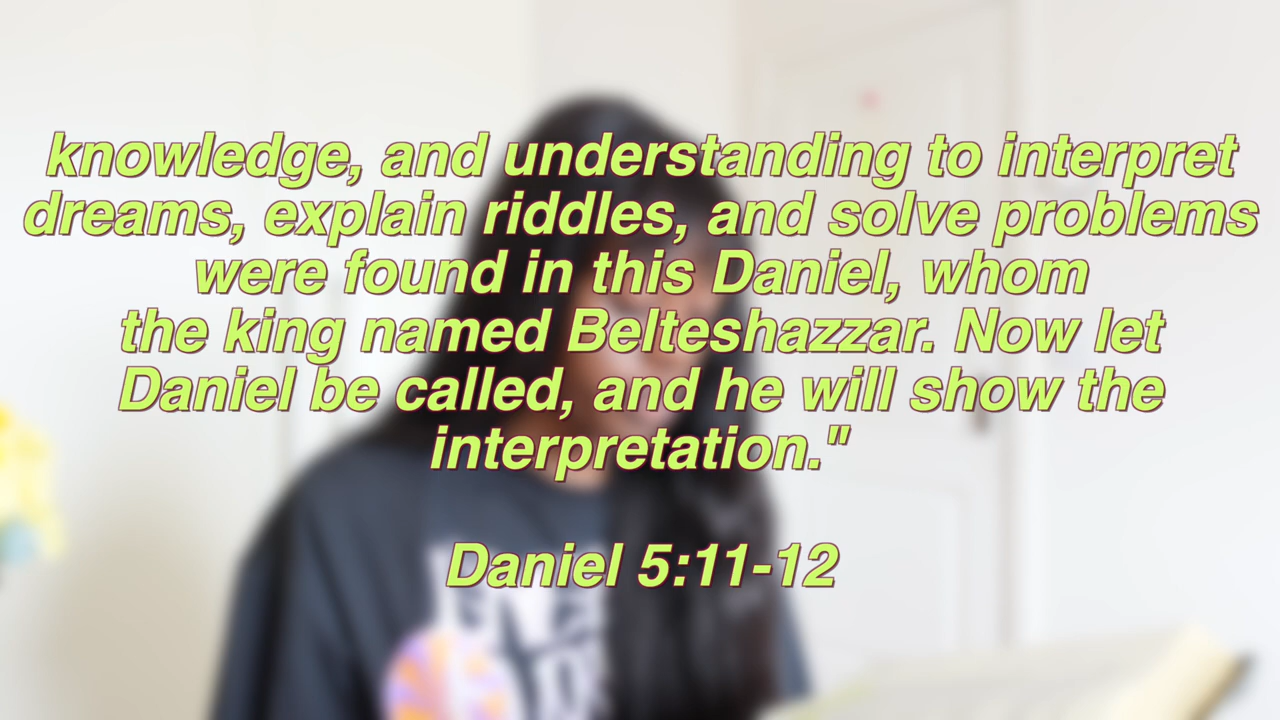 knowledge, and understanding to interpret
dreams, explain riddles, and solve problems
were found in this Daniel, whom
the king named Belteshazzar. Now let
Daniel be called, and he will show the
interpretation."
Daniel 5:11-12